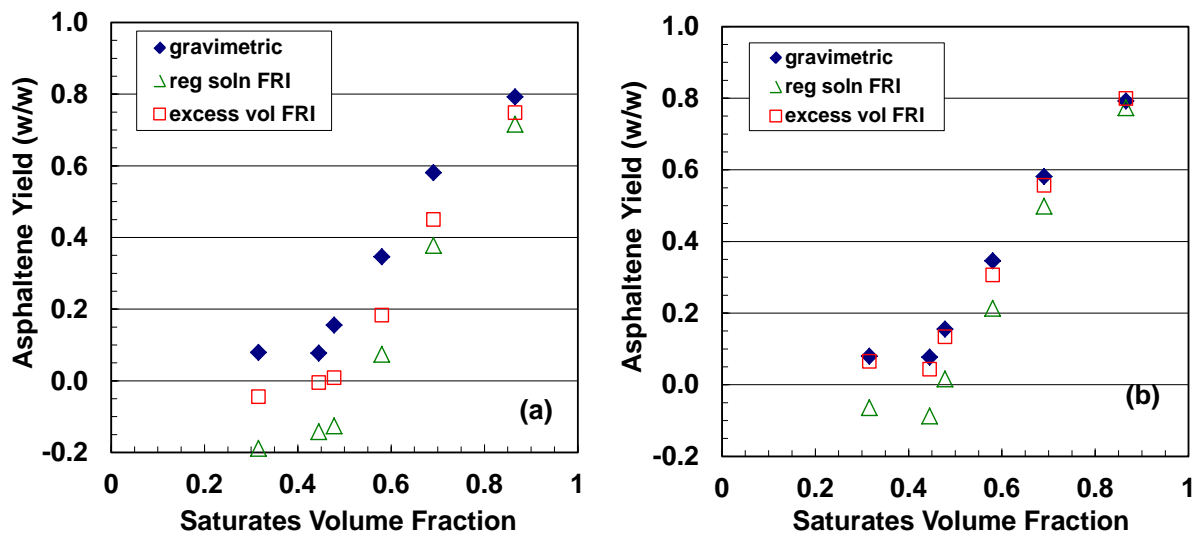 1.0
0.8
0.6
0.4
0.2
0.0
-0.2
Asphaltene Yield (w/w)
gravimetric
reg soln FRI
excess vol FRI
(a)
0 0.2 0.4 0.6 0.8 1
Saturates Volume Fraction
1.0
0.8
0.6
0.4
0.2
0.0
-0.2
Asphaltene Yield (w/w)
gravimetric
reg soln FRI
excess vol FRI
(b)
0 0.2 0.4 0.6 0.8 1
Saturates Volume Fraction